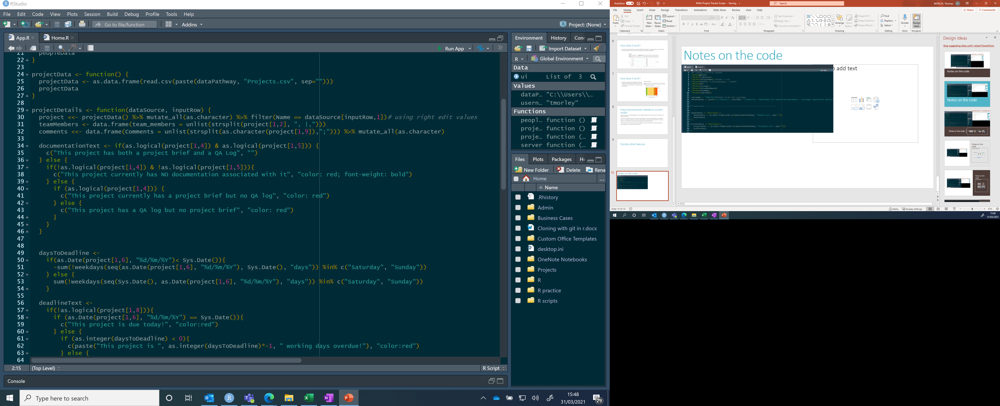 RStudio
File Edit Code View Plots Session Build Debug Profile Tools Help
Go to file/function
Addins
Project: (None)
App.R
Home.R
Run App
21 peopleData
22 }
23
24 projectData <- function() {
25 projectData <- as.data.frame(read.csv(paste(dataPathway, "Projects.csv", sep="")))
26 projectData
27 }
28
29 projectDetails <- function(dataSource, inputRow) {
30 project <<- projectData() %>% mutate_all(as.character) %>% filter(Name == dataSource[inputRow,1])# using right edit values
31 teamMembers <- data.frame(team_members = unlist(strsplit(project[1,2], ", |,")))
32 comments <<- data.frame(Comments = unlist(strsplit(as.character(project[1,9]),";"))) %>% mutate_all(as.character)
33
34 documentationText <- if(as.logical(project[1,4]) & as.logical(project[1,5])) {
35 c("This project has both a project brief and a QA Log", "")
36 } else {
37 if(!as.logical(project[1,4]) & !as.logical(project[1,5])){
38 c("This project currently has NO documentation associated with it", "color: red; font-weight: bold")
39 } else {
40 if (as.logical(project[1,4])) {
41 c("This project currently has a project brief but no QA log", "color: red")
42 } else {
43 c("This project has a QA log but no project brief", "color: red")
44 }
45 }
46 }
47
48
49 daysToDeadline <-
50 if(as.Date(project[1,6], "%d/%m/%Y")< Sys.Date()){
51 -sum(!weekdays(seq(as.Date(project[1,6], "%d/%m/%Y"), Sys.Date(), "days")) %in% c("Saturday", "Sunday"))
52 } else {
53 sum(!weekdays(seq(Sys.Date(), as.Date(project[1,6], "%d/%m/%Y"), "days")) %in% c("Saturday", "Sunday"))
54 }
55
56 deadlineText <-
57 if(!as.logical(project[1,8])){
58 if (as.Date(project[1,6], "%d/%m/%Y") == Sys.Date()){
59 c("This project is due today!", "color:red")
60 } else {
61 if (as.integer(daysToDeadline) < 0){
62 c(paste("This project is ", as.integer(daysToDeadline)*-1, " working days overdue!"), "color:red")
63 } else {
64
2:15 (Top Level)
R Script
Console
Environment History Conn
Import Dataset
R Global Environment
Data
ui List of 3
Values
dataP… "C:\\Users\\…
usern… "tmorley"
Functions
peopl… function ()
proje… function ()
proje… function (…
server function (…
Files Plots Packages He
New Folder Delete Rena
Home ...
Name
.Rhistory
Admin
Business Cases
Cloning with git in r.docx
Custom Office Templates
desktop.ini
OneNote Notebooks
Projects
R
R practice
R scripts
Type here to search
15:48
31/03/2021
29
AutoSave On
MIAU Project Tracker Scope - Saving...
Search
MORLEY, Thomas MT
File Home Insert Draw Design Transitions Animations Slide Show Review View Help
Share Comments
Paste
Cut
Copy
Format Painter
Clipboard
New Slide
Reuse Slides
Layout
Reset
Section
Slides
Font
Text Direction
Align Text
Convert to SmartArt
Paragraph
Arrange
Quick Styles
Shape Fill
Shape Outline
Shape Effects
Drawing
Find
Replace
Select
Editing
Dictate
Voice
Design Ideas
Designer
6
How does it work?
7
How does it work?
8
Fixes/improvements needed to current model
9
Possible other features
10
Notes on the code
Notes on the code
o add text
App.R Home.R
Run App
1 ## Loading libraries needed
2 library(shiny)
3 library(tidyverse)
4 library(shinythemes) #theme -> css
5 library(plotly) # plotlyOutputs - graphs
6 library(DT)
7 library(stringr)
8 library(shinydashboard)
9 library(treemap)
10 library(lubridate)
11
12 username <- "tmorley"#change to be your username
13 dataPathway <- paste("C:\\Users\\", username, "\\OneDrive - Department for Education\\Documents - Strategic Operations Analysi
14
15
16 # Functions
17
18
19 peopleData <- function() {
20 peopleData <- as.data.frame(read.csv(paste(dataPathway, "People.csv", sep="")))
21 peopleData
22 }
23
24 projectData <- function() {
25 projectData <- as.data.frame(read.csv(paste(dataPathway, "Projects.csv", sep="")))
26 projectData
27 }
Design Ideas
Stop suggesting ideas until I restart PowerPoint.
Notes on the code
Notes on the code
Notes on the code
Notes on the code
Notes on the code
Slide 10 of 10
Notes Display Settings
97%
15:48
31/03/2021